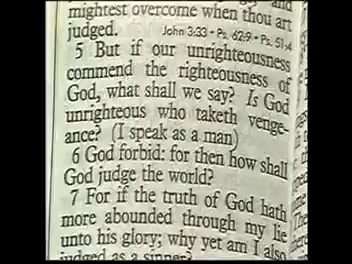 mightest overcome when thou art
judged. John 3:33 • Ps. 62:9 • Ps. 51:4
5 But if our unrighteousness
commend the righteousness of
God, what shall we say? Is God
unrighteous who taketh venge-
ance? (I speak as a man)
6 God forbid: for then how shall
God judge the world?
7 For if the truth of God hath
more abounded through my lie
unto his glory; why yet am I also
judged as a sinner?